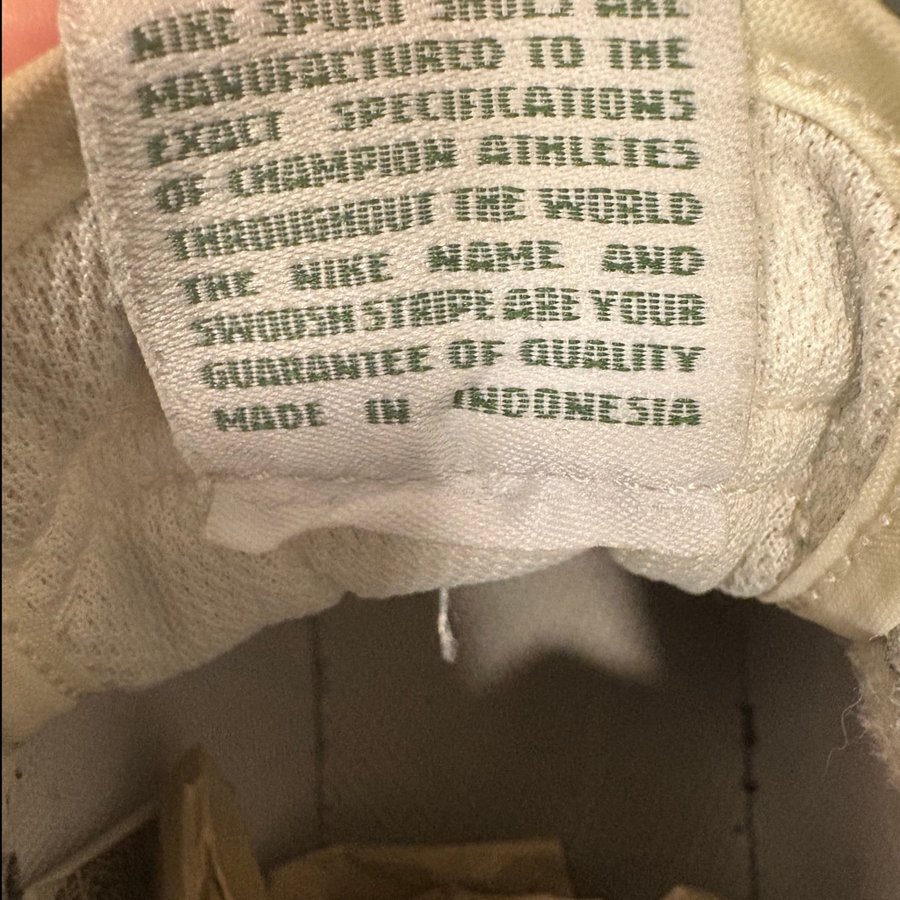 NIKE SPORT SHOES ARE
MANUFACTURED TO THE
EXACT SPECIFICATIONS
OF CHAMPION ATHLETES
THROUGHOUT THE WORLD
THE NIKE NAME AND
SWOOSH STRIPE ARE YOUR
GUARANTEE OF QUALITY
MADE IN INDONESIA